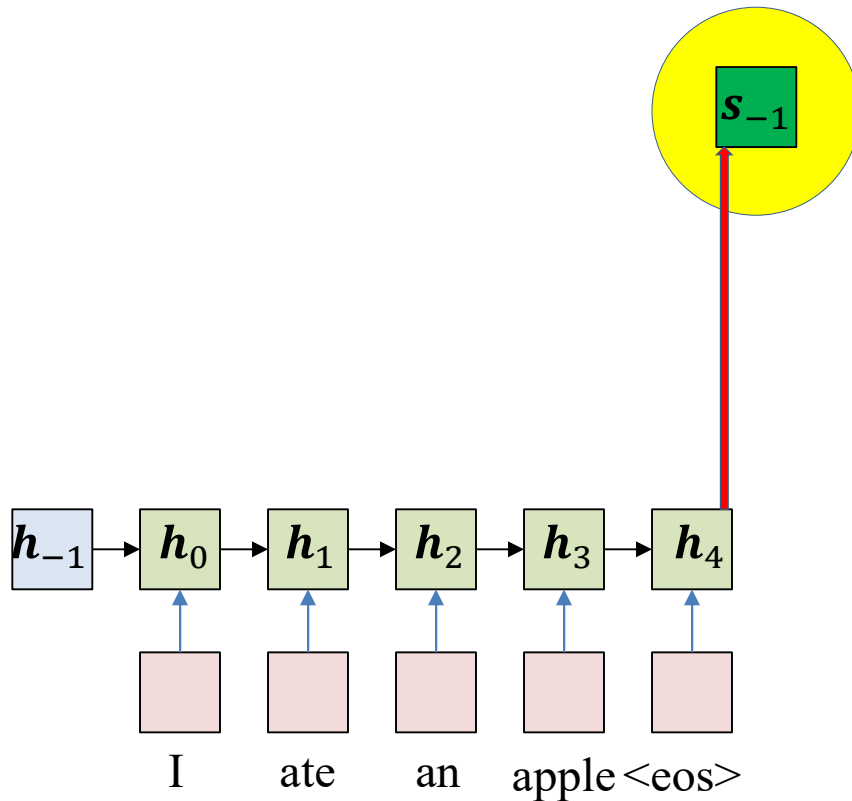 s₋₁
h₋₁ h₀ h₁ h₂ h₃ h₄
I ate an apple <eos>